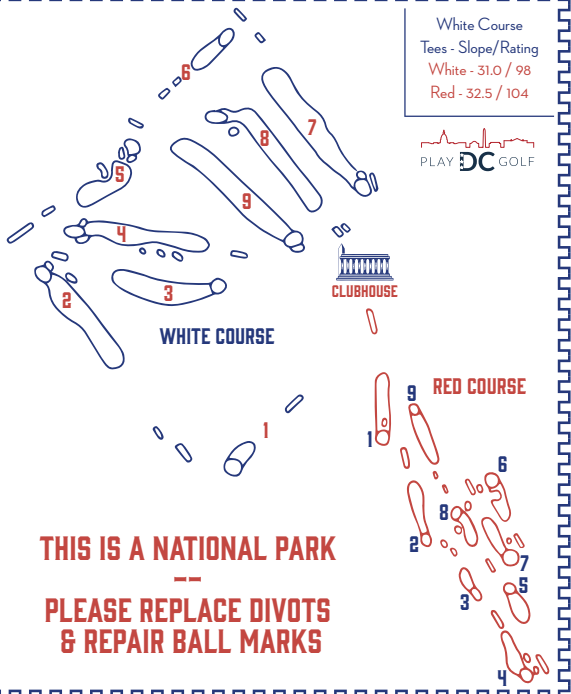 White Course
Tees - Slope/Rating
White - 31.0 / 98
Red - 32.5 / 104
PLAY DC GOLF
6
7
8
5
9
4
CLUBHOUSE
2
3
WHITE COURSE
RED COURSE
9
1
1
6
8
2
7
3
5
4
THIS IS A NATIONAL PARK
--
PLEASE REPLACE DIVOTS
& REPAIR BALL MARKS